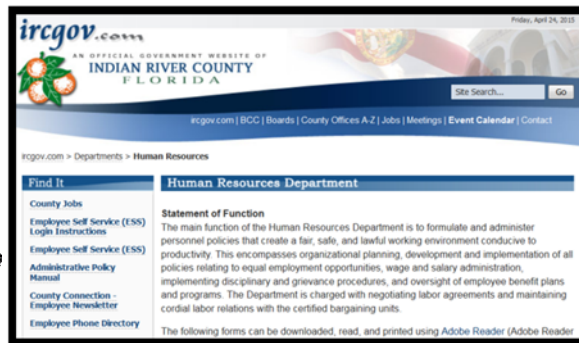 Friday, April 24, 2015
ircgov.com
AN OFFICIAL GOVERNMENT WEBSITE OF
INDIAN RIVER COUNTY
FLORIDA
Site Search...
Go
ircgov.com | BCC | Boards | County Offices A-Z | Jobs | Meetings | Event Calendar | Contact
ircgov.com > Departments > Human Resources
Find It
County Jobs
Employee Self Service (ESS)
Login Instructions
Employee Self Service (ESS)
Administrative Policy
Manual
County Connection -
Employee Newsletter
Employee Phone Directory
Human Resources Department
Statement of Function
The main function of the Human Resources Department is to formulate and administer
personnel policies that create a fair, safe, and lawful working environment conducive to
productivity. This encompasses organizational planning, development and implementation of all
policies relating to equal employment opportunities, wage and salary administration,
implementing disciplinary and grievance procedures, and oversight of employee benefit plans
and programs. The Department is charged with negotiating labor agreements and maintaining
cordial labor relations with the certified bargaining units.
The following forms can be downloaded, read, and printed using Adobe Reader (Adobe Reader